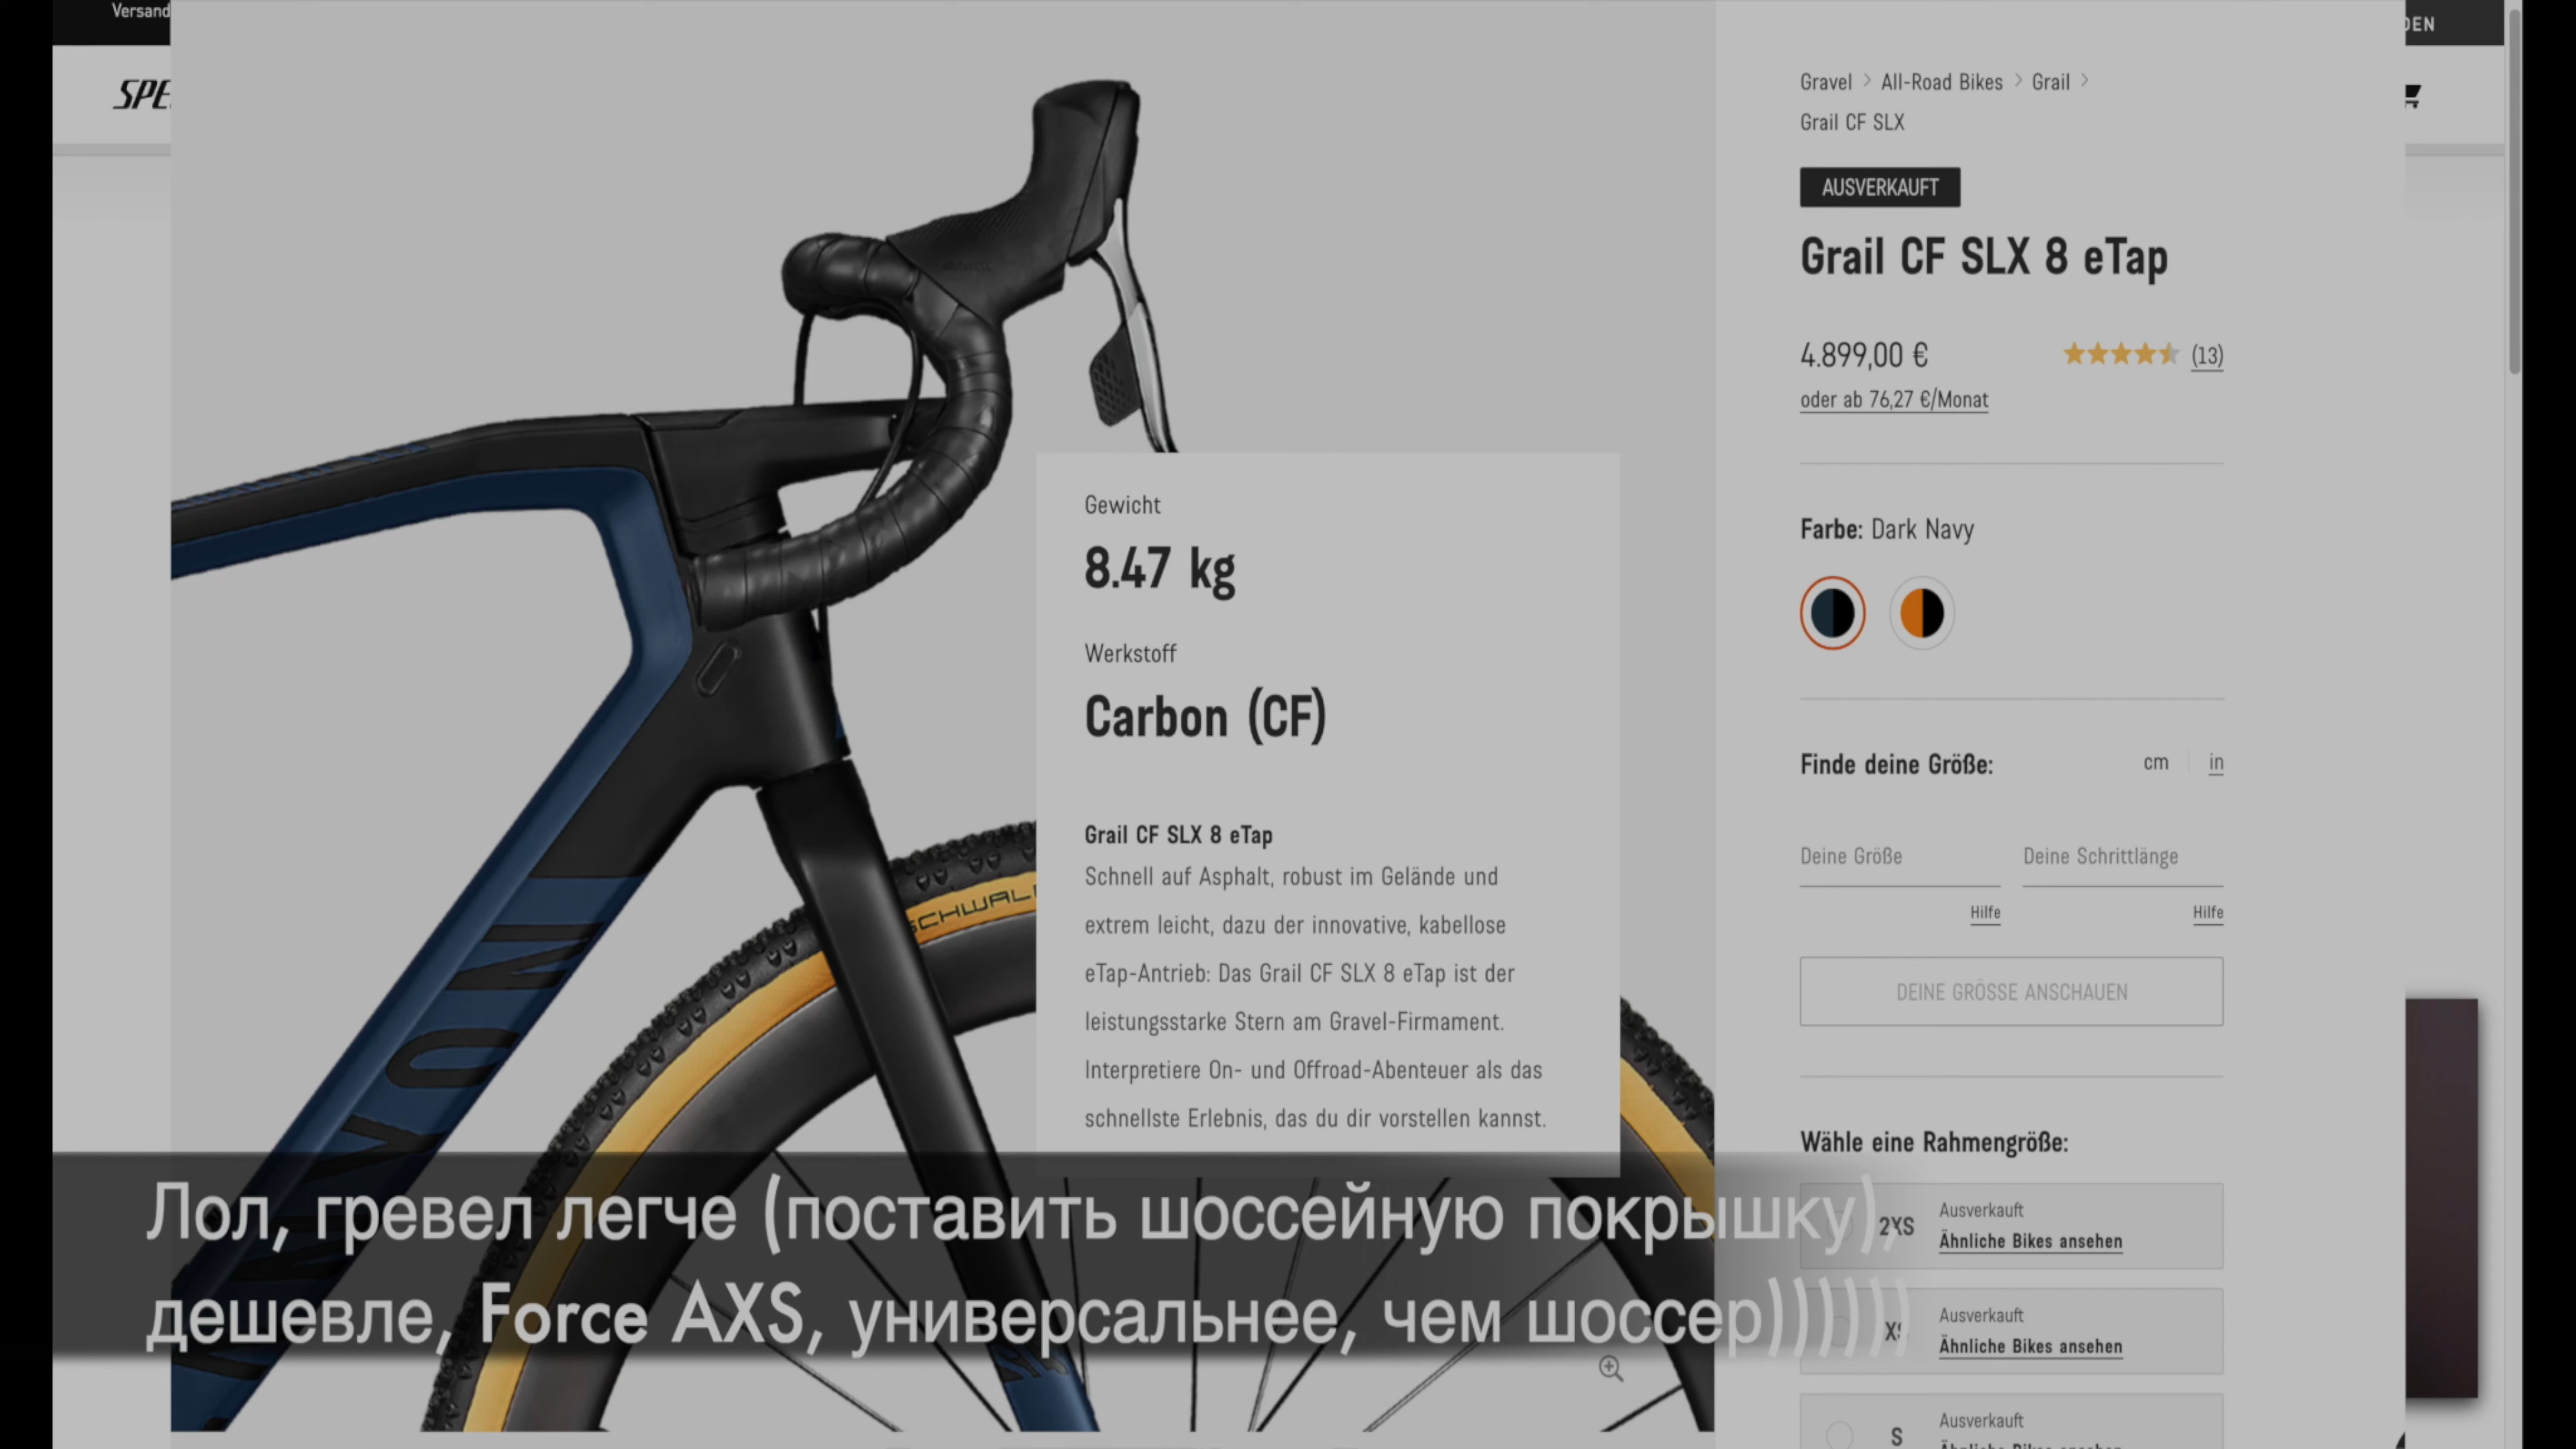 Versand
DEN
SPE
Gravel > All-Road Bikes > Grail >
Grail CF SLX
AUSVERKAUFT
Grail CF SLX 8 eTap
4.899,00 € (13)
oder ab 76,27 €/Monat
Farbe: Dark Navy
Finde deine Größe: cm in
Deine Größe Deine Schrittlänge
Hilfe Hilfe
DEINE GRÖSSE ANSCHAUEN
Wähle eine Rahmengröße:
2XS Ausverkauft
Ähnliche Bikes ansehen
XS Ausverkauft
Ähnliche Bikes ansehen
S Ausverkauft
Gewicht
8.47 kg
Werkstoff
Carbon (CF)
Grail CF SLX 8 eTap
Schnell auf Asphalt, robust im Gelände und
extrem leicht, dazu der innovative, kabellose
eTap-Antrieb: Das Grail CF SLX 8 eTap ist der
leistungsstarke Stern am Gravel-Firmament.
Interpretiere On- und Offroad-Abenteuer als das
schnellste Erlebnis, das du dir vorstellen kannst.
SCHWAL
NYON
Лол, гревел легче (поставить шоссейную покрышку),
дешевле, Force AXS, универсальнее, чем шоссер))))))